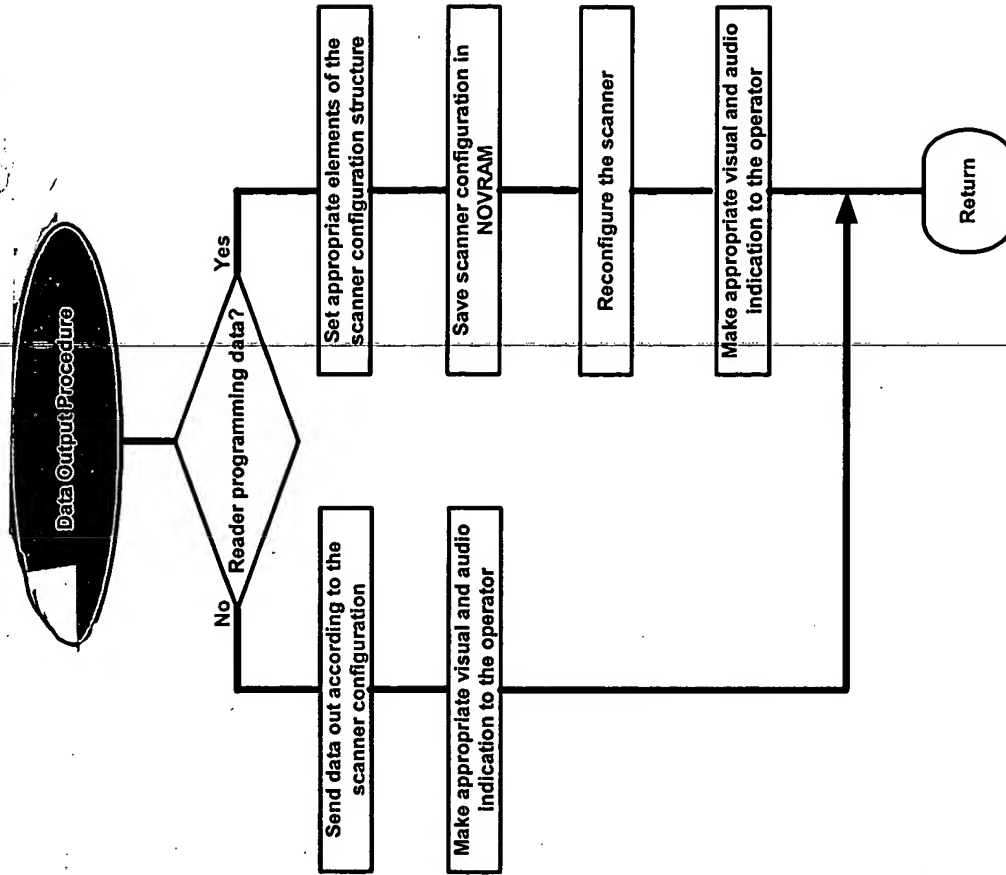 Data Output Procedure
Reader programming data?
No
Yes
Send data out according to the
scanner configuration
Make appropriate visual and audio
indication to the operator
Set appropriate elements of the
scanner configuration structure
Save scanner configuration in
NOVRAM
Reconfigure the scanner
Make appropriate visual and audio
indication to the operator
Return